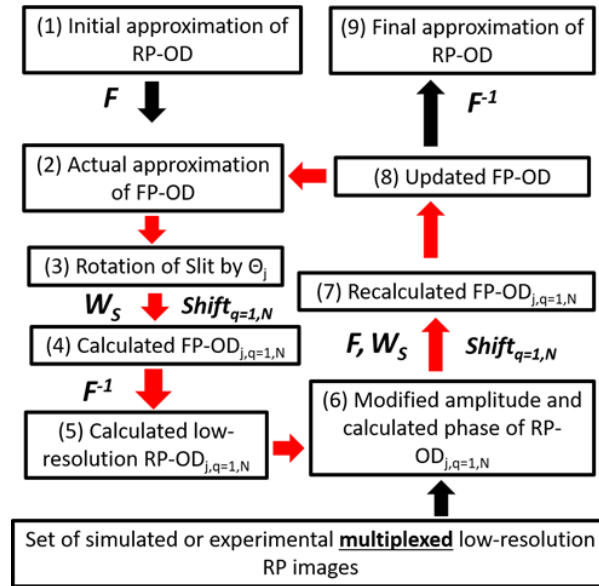 (1) Initial approximation of
RP-OD
F
(2) Actual approximation
of FP-OD
(3) Rotation of Slit by Θj
WS Shiftq=1,N
(4) Calculated FP-ODj,q=1,N
F-1
(5) Calculated low-
resolution RP-ODj,q=1,N
(6) Modified amplitude and
calculated phase of RP-
ODj,q=1,N
F, WS Shiftq=1,N
(7) Recalculated FP-ODj,q=1,N
(8) Updated FP-OD
F-1
(9) Final approximation of
RP-OD
Set of simulated or experimental multiplexed low-resolution
RP images